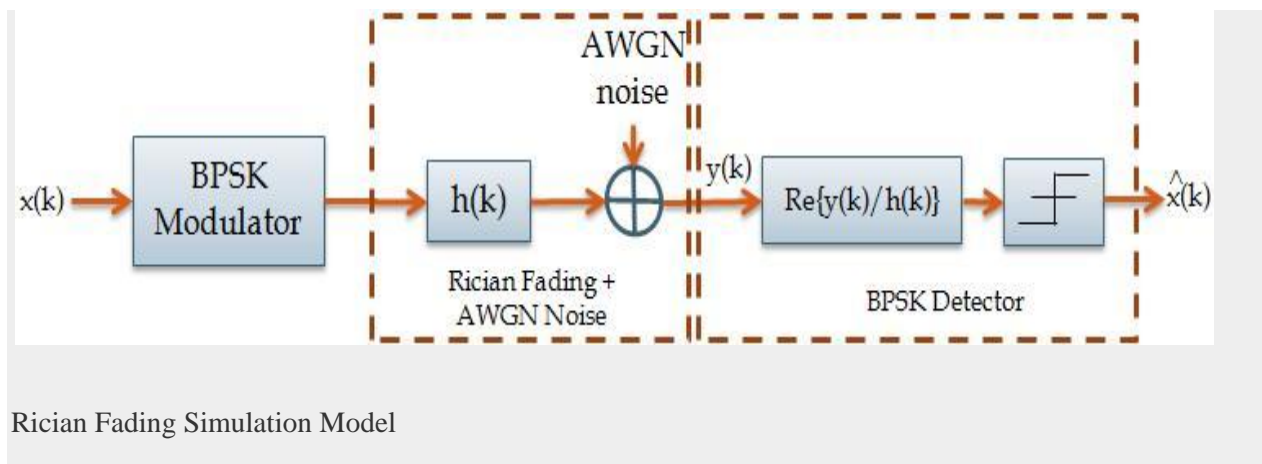 AWGN
noise
x(k)
BPSK
Modulator
h(k)
y(k)
Re{y(k)/h(k)}
x̂(k)
Rician Fading +
AWGN Noise
BPSK Detector
Rician Fading Simulation Model